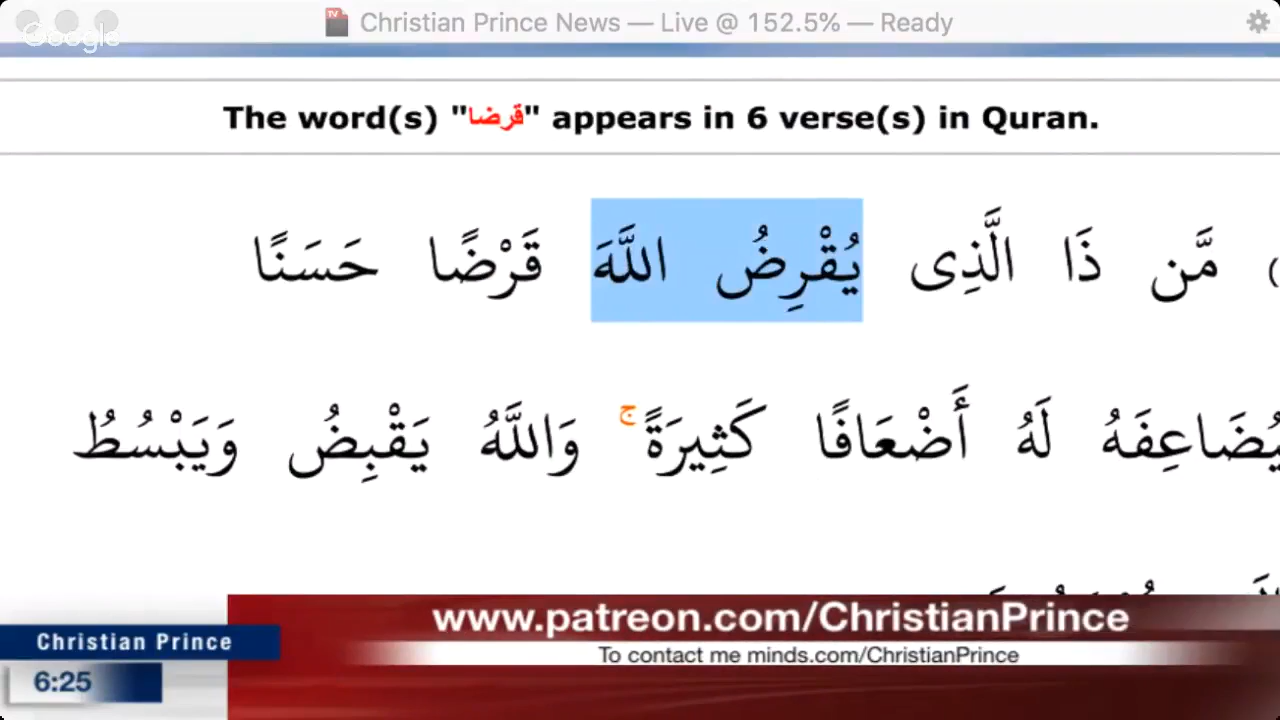 Christian Prince News — Live @ 152.5% — Ready
Google
The word(s) "قرضا" appears in 6 verse(s) in Quran.
مَّن ذَا الَّذِى يُقْرِضُ اللَّهَ قَرْضًا حَسَنًا
يُضَاعِفَهُ لَهُ أَضْعَافًا كَثِيرَةً ۚ وَاللَّهُ يَقْبِضُ وَيَبْسُطُ
www.patreon.com/ChristianPrince
Christian Prince
To contact me minds.com/ChristianPrince
6:25